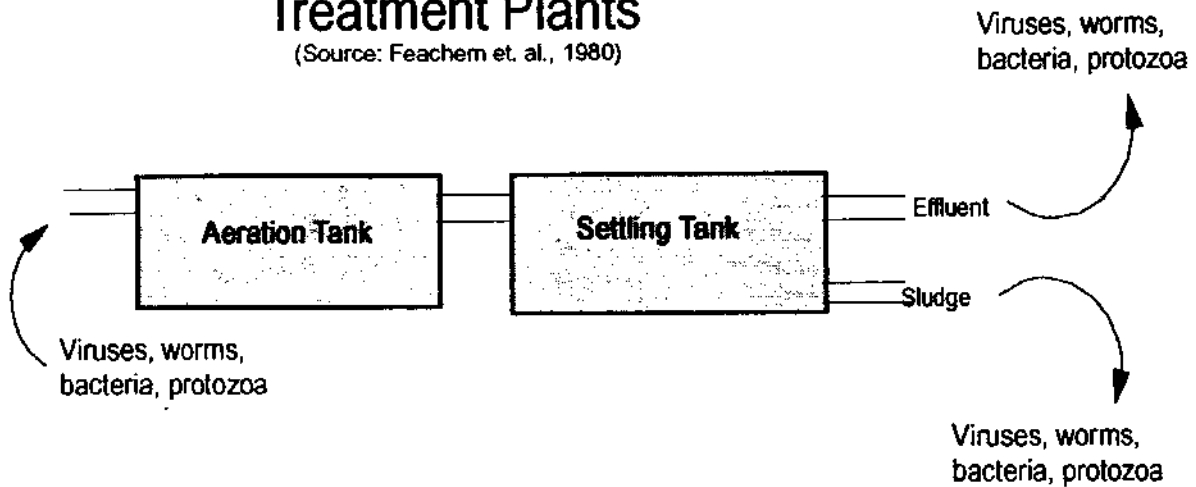 Treatment Plants
(Source: Feachem et. al., 1980)
Viruses, worms,
bacteria, protozoa
Aeration Tank
Settling Tank
Effluent
Sludge
Viruses, worms,
bacteria, protozoa
Viruses, worms,
bacteria, protozoa